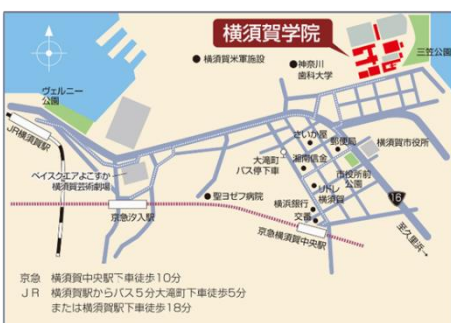 横須賀学院
三笠公園
●横須賀米軍施設
●神奈川
歯科大学
ヴェルニー
公園
JR横須賀駅
さいか屋
郵便局
横須賀市役所
大滝町
バス停下車
湘南信金
市役所前
公園
ベイスクエアよこすか
横須賀芸術劇場
リドレ
横須賀
●聖ヨゼフ病院
16
横浜銀行
交番
京急汐入駅
京急横須賀中央駅
至久里浜→
京急 横須賀中央駅下車徒歩10分
JR 横須賀駅からバス5分大滝町下車徒歩5分
または横須賀駅下車徒歩18分